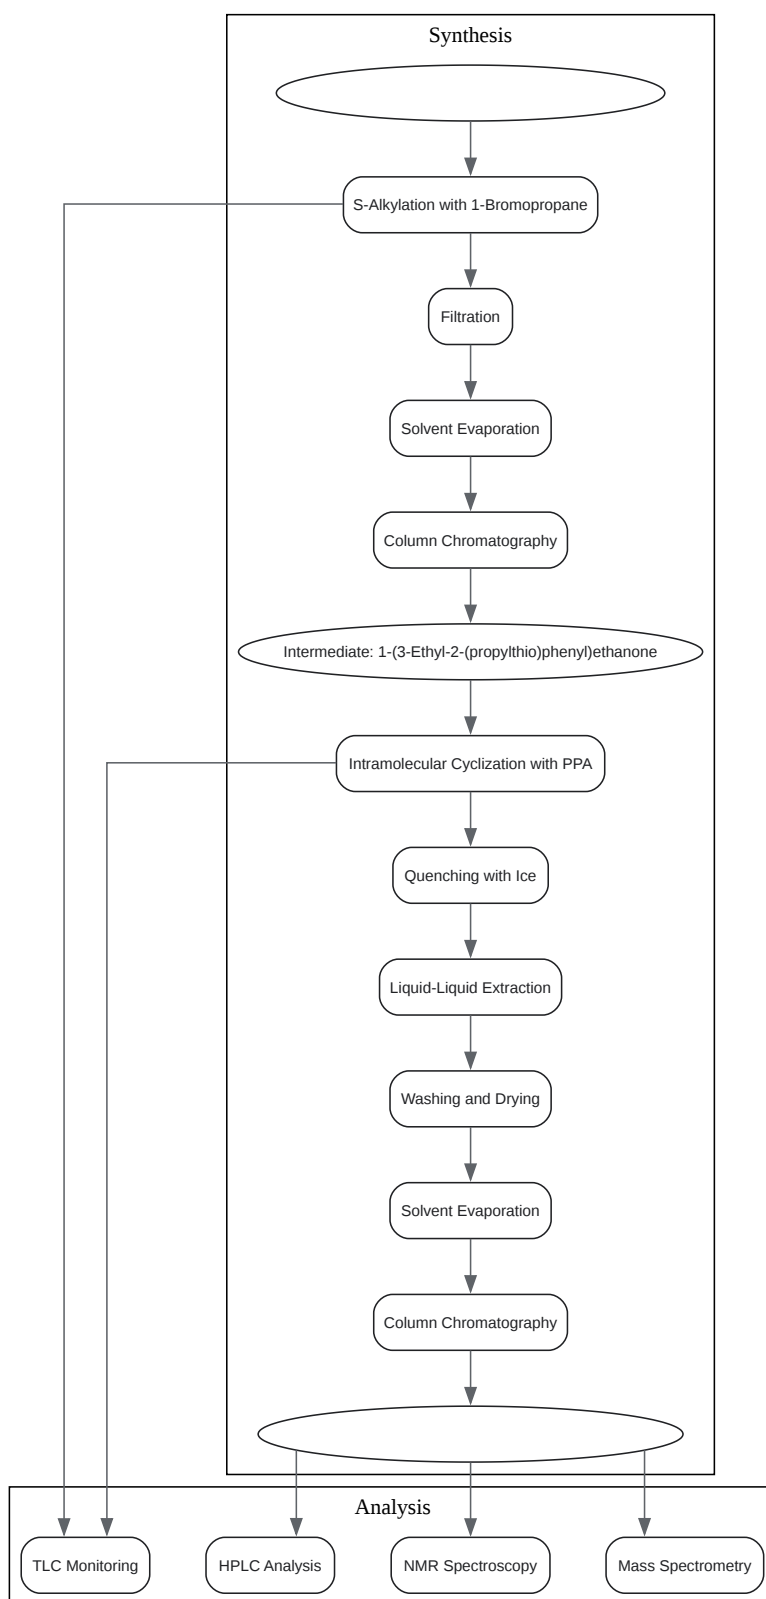 Synthesis
S-Alkylation with 1-Bromopropane
Filtration
Solvent Evaporation
Column Chromatography
Intermediate: 1-(3-Ethyl-2-(propylthio)phenyl)ethanone
Intramolecular Cyclization with PPA
Quenching with Ice
Liquid-Liquid Extraction
Washing and Drying
Solvent Evaporation
Column Chromatography
Analysis
TLC Monitoring
HPLC Analysis
NMR Spectroscopy
Mass Spectrometry